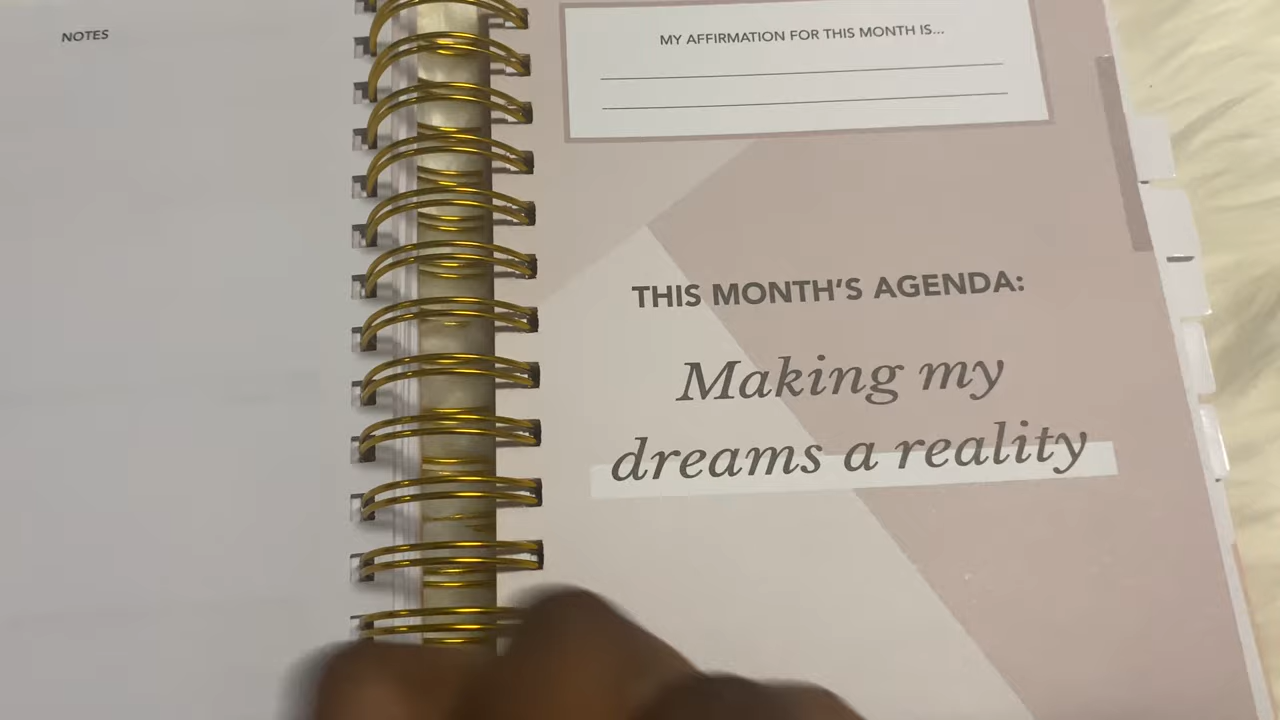 NOTES
MY AFFIRMATION FOR THIS MONTH IS...
THIS MONTH'S AGENDA:
Making my
dreams a reality